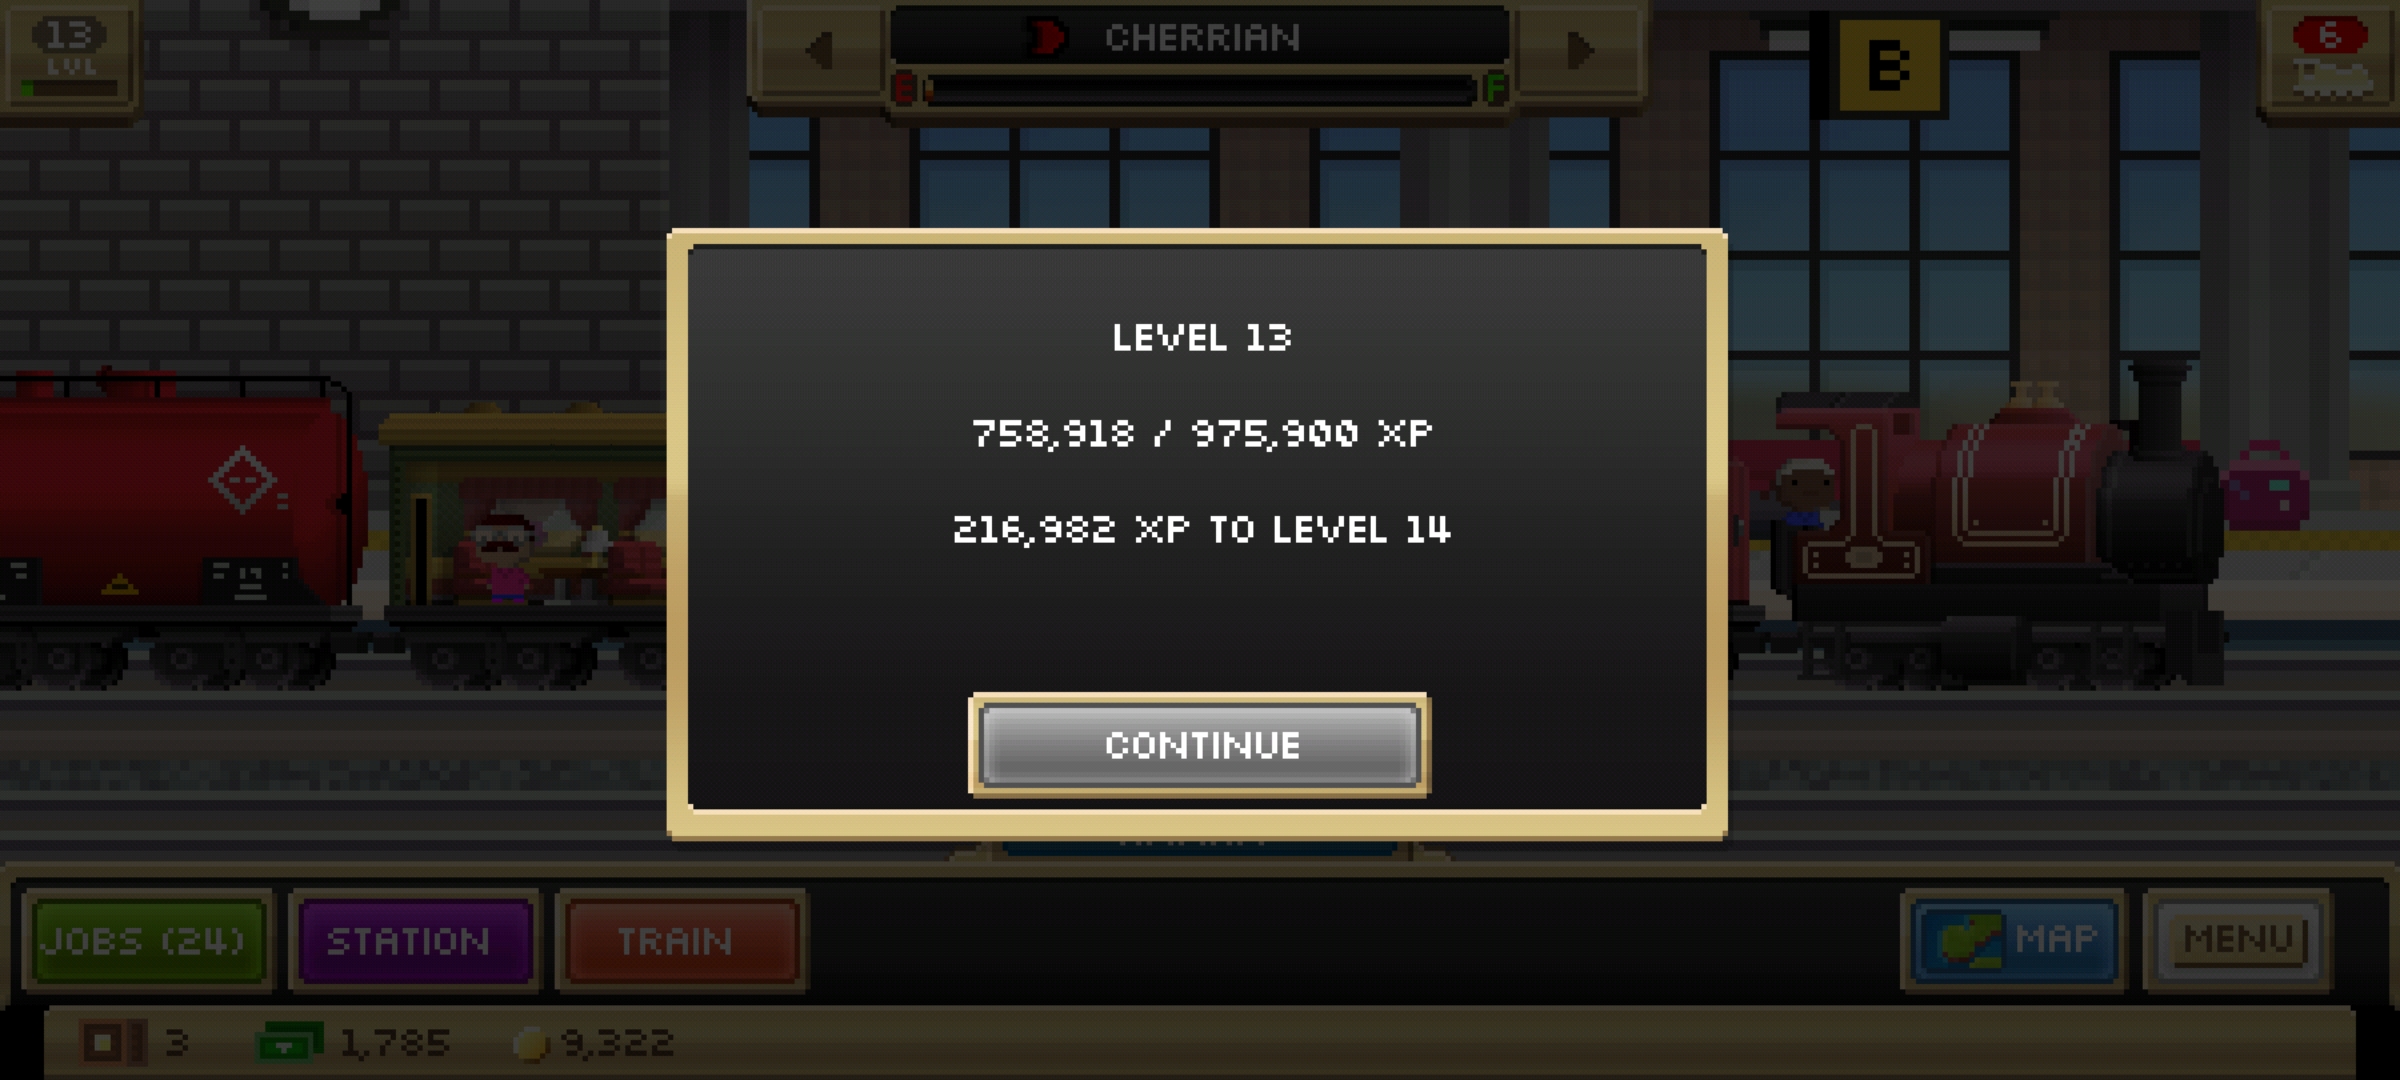 13
LVL
CHERRIAN
E
F
B
6
LEVEL 13
758,918 / 975,900 XP
216,982 XP TO LEVEL 14
CONTINUE
JOBS (24)
STATION
TRAIN
MAP
MENU
3
1,785
9,322